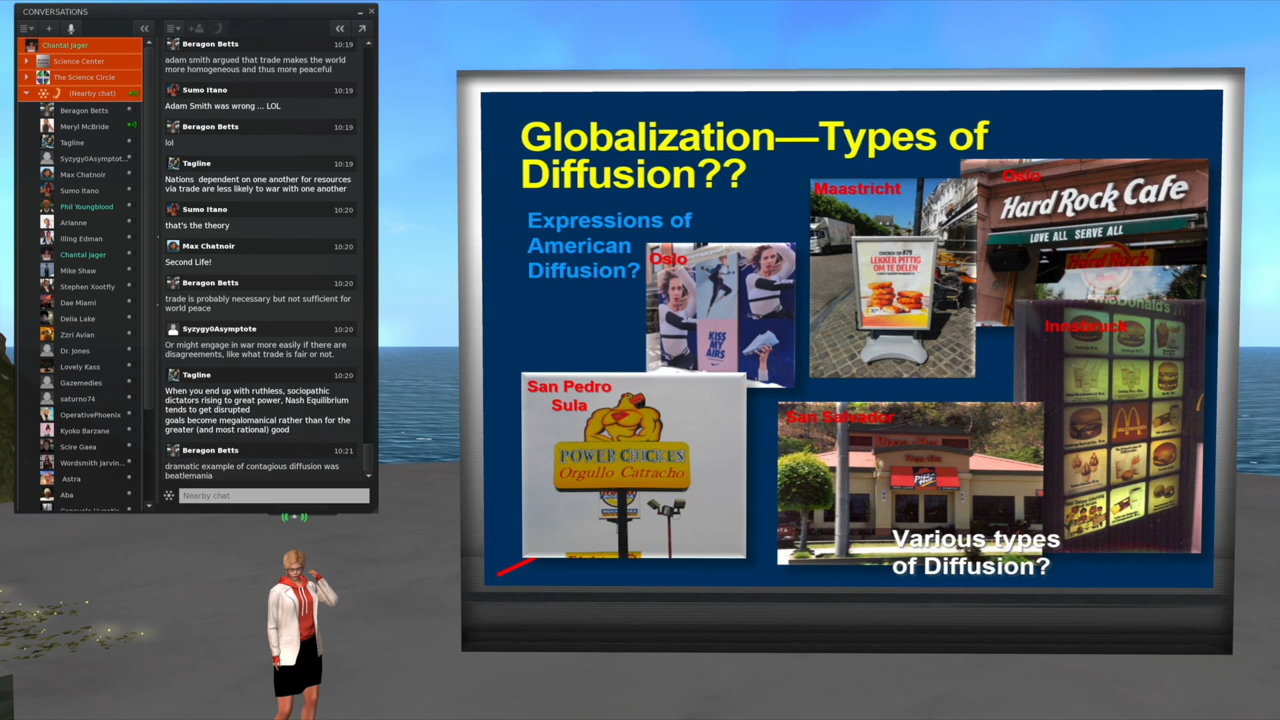 CONVERSATIONS
Chantal Jager
Science Center
The Science Circle
(Nearby chat)
Beragon Betts
Meryl McBride
Tagline
Syzygy0Asymptot...
Max Chatnoir
Sumo Itano
Phil Youngblood
Arianne
illing Edman
Chantal Jager
Mike Shaw
Stephen Xootfly
Dae Miami
Delia Lake
Zzri Avian
Dr. Jones
Lovely Kass
Gazemedies
saturno74
OperativePhoenix
Kyoko Barzane
Scire Gaea
Wordsmith Jarvin...
Astra
Aba
Beragon Betts 10:19
adam smith argued that trade makes the world
more homogeneous and thus more peaceful
Sumo Itano 10:19
Adam Smith was wrong ... LOL
Beragon Betts 10:19
lol
Tagline 10:19
Nations dependent on one another for resources
via trade are less likely to war with one another
Sumo Itano 10:20
that's the theory
Max Chatnoir 10:20
Second Life!
Beragon Betts 10:20
trade is probably necessary but not sufficient for
world peace
Syzygy0Asymptote 10:20
Or might engage in war more easily if there are
disagreements, like what trade is fair or not.
Tagline 10:20
When you end up with ruthless, sociopathic
dictators rising to great power, Nash Equilibrium
tends to get disrupted
goals become megalomanical rather than for the
greater (and most rational) good
Beragon Betts 10:21
dramatic example of contagious diffusion was
beatlemania
Nearby chat
Globalization—Types of
Diffusion??
Expressions of
American
Diffusion?
Oslo
KISS
MY
AIRS
Maastricht
LEKKER PITTIG
OM TE DELEN
Oslo
Hard Rock CAFE
LOVE ALL SERVE ALL
Hard Rock
Innsbruck
McDonald's
San Pedro
Sula
POWER CHICKEN
Orgullo Catracho
San Salvador
Pizza Hut
Various types
of Diffusion?